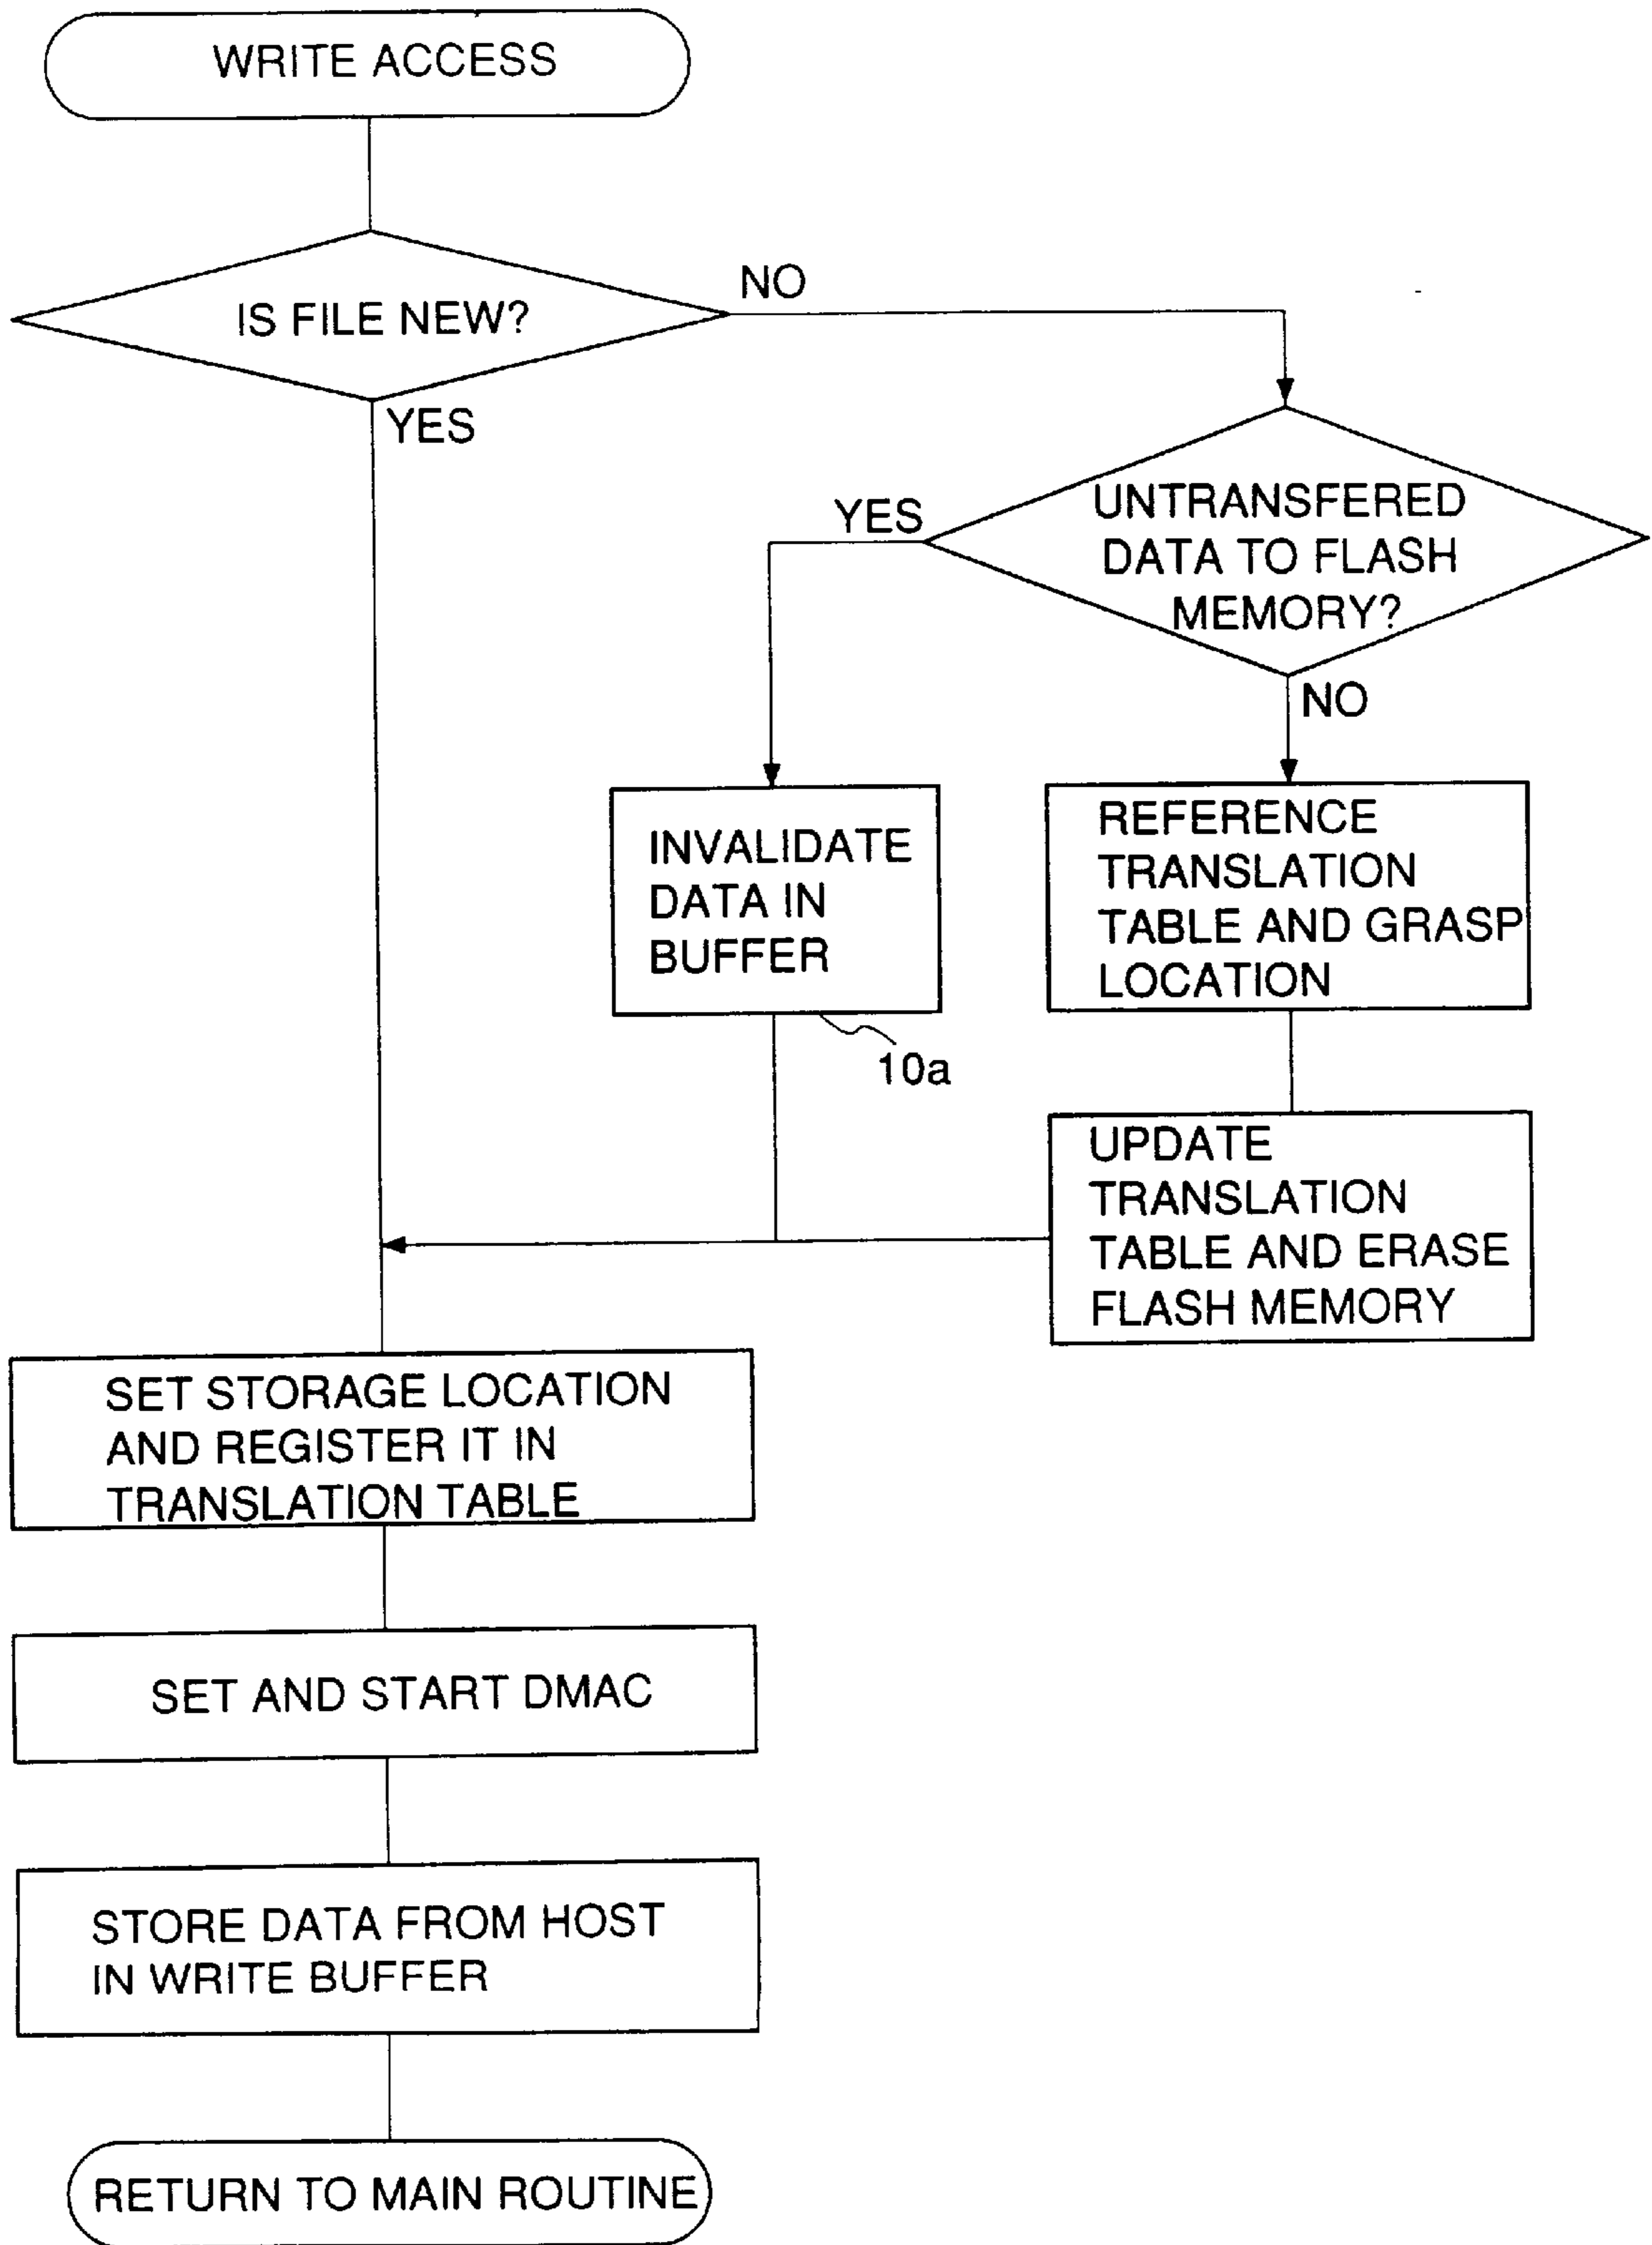 WRITE ACCESS
IS FILE NEW?
NO
YES
UNTRANSFERED
DATA TO FLASH
MEMORY?
YES
NO
INVALIDATE
DATA IN
BUFFER
10a
REFERENCE
TRANSLATION
TABLE AND GRASP
LOCATION
UPDATE
TRANSLATION
TABLE AND ERASE
FLASH MEMORY
SET STORAGE LOCATION
AND REGISTER IT IN
TRANSLATION TABLE
SET AND START DMAC
STORE DATA FROM HOST
IN WRITE BUFFER
RETURN TO MAIN ROUTINE